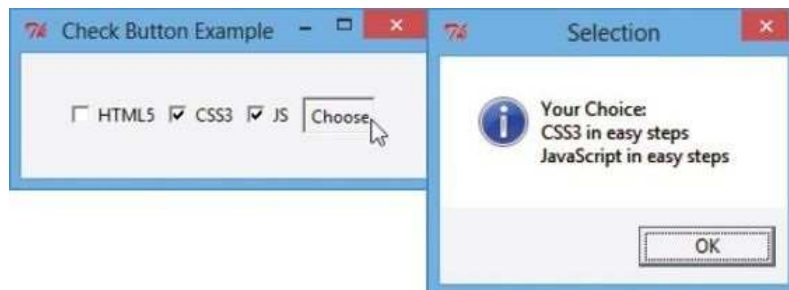 Check Button Example
HTML5 CSS3 JS Choose
Selection
Your Choice:
CSS3 in easy steps
JavaScript in easy steps
OK